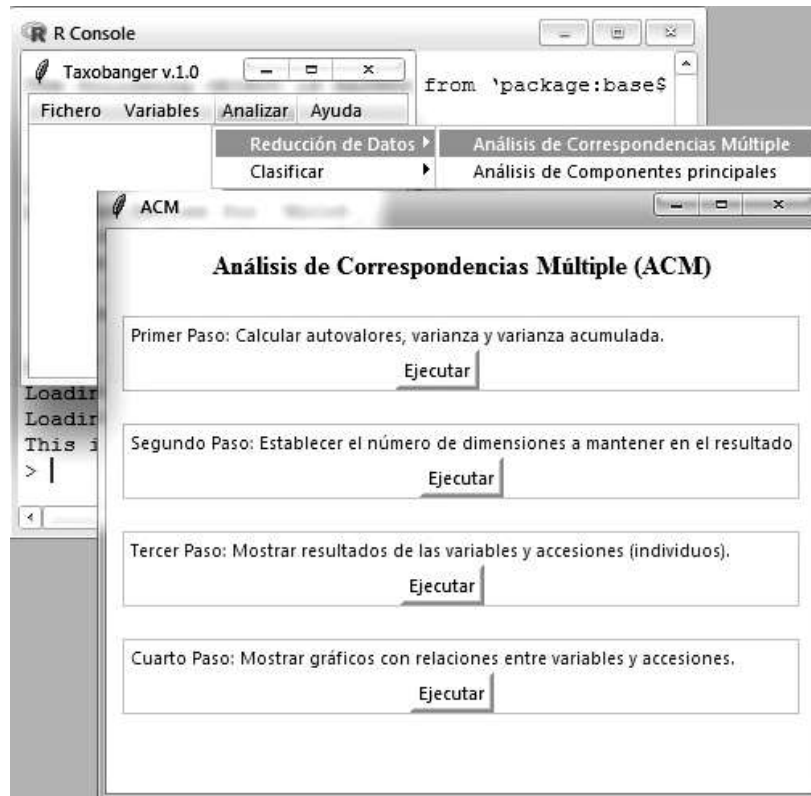 R Console
Taxobanger v.1.0
from ‘package:base$
Fichero Variables Analizar Ayuda
Reducción de Datos
Análisis de Correspondencias Múltiple
Clasificar
Análisis de Componentes principales
ACM
Análisis de Correspondencias Múltiple (ACM)
Primer Paso: Calcular autovalores, varianza y varianza acumulada.
Ejecutar
Loadin
Loadir
This i
>
Segundo Paso: Establecer el número de dimensiones a mantener en el resultado
Ejecutar
Tercer Paso: Mostrar resultados de las variables y accesiones (individuos).
Ejecutar
Cuarto Paso: Mostrar gráficos con relaciones entre variables y accesiones.
Ejecutar